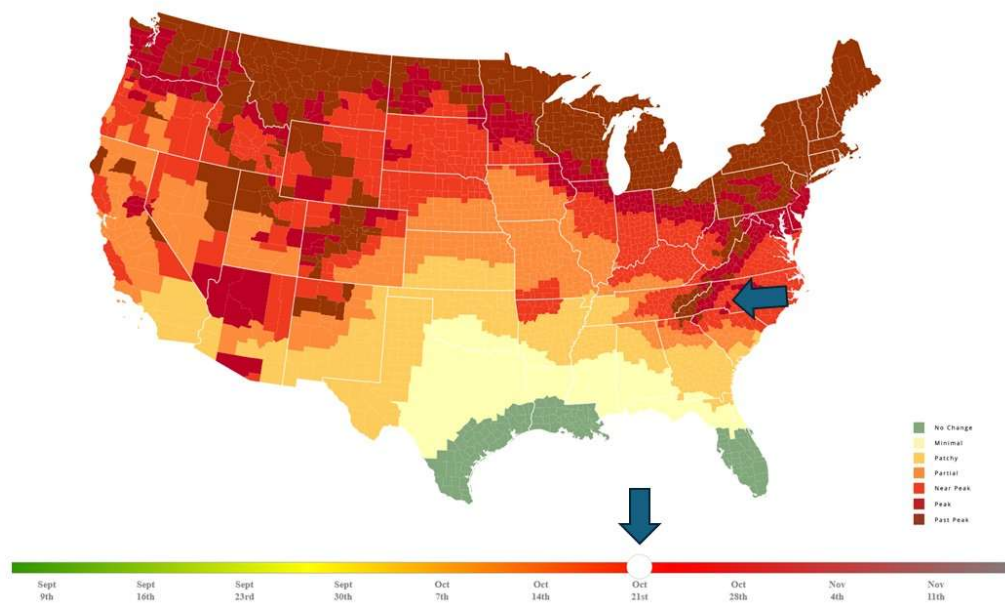 No Change
Minimal
Patchy
Partial
Near Peak
Peak
Past Peak
Sept Sept Sept Sept Oct Oct Oct Oct Nov Nov
9th 16th 23rd 30th 7th 14th 21st 28th 4th 11th